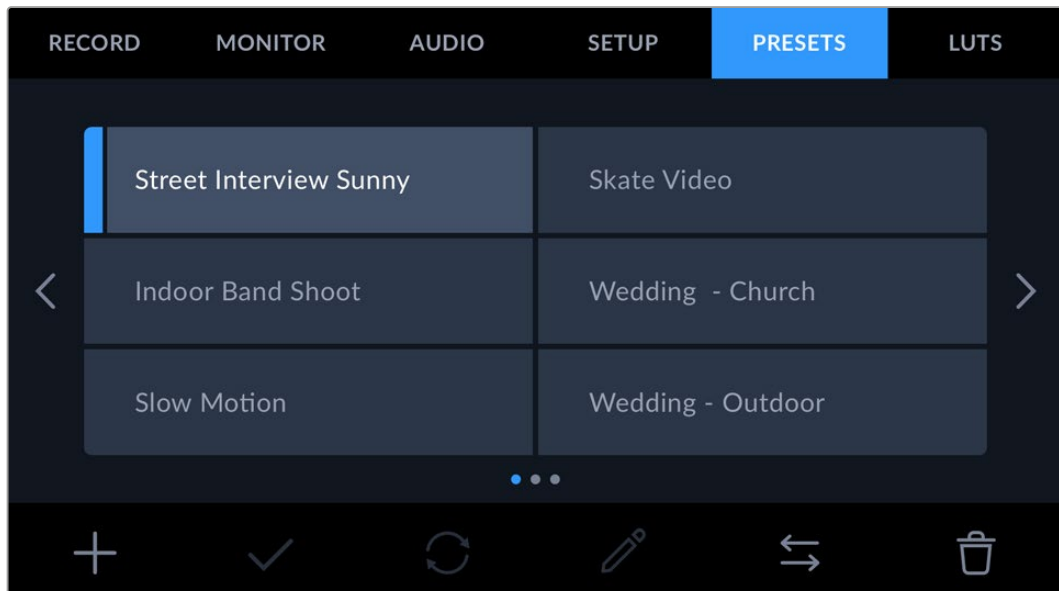 RECORD MONITOR AUDIO SETUP PRESETS LUTS
Street Interview Sunny
Skate Video
Indoor Band Shoot
Wedding  - Church
Slow Motion
Wedding - Outdoor